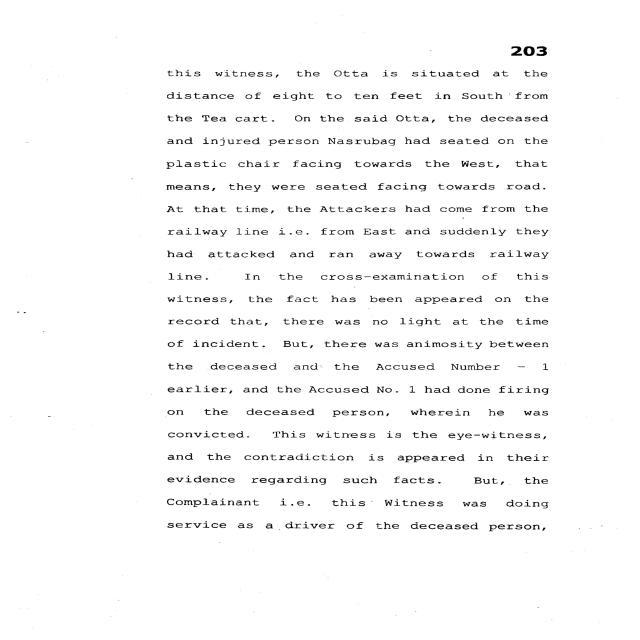 203
this witness, the Otta is situated at the
distance of eight to ten feet in South from
the Tea cart. On the said Otta, the deceased
and injured person Nasrubag had seated on the
plastic chair facing towards the West, that
means, they were seated facing towards road.
At that time, the Attackers had come from the
railway line i.e. from East and suddenly they
had attacked and ran away towards railway
line. In the cross-examination of this
witness, the fact has been appeared on the
record that, there was no light at the time
of incident. But, there was animosity between
the deceased and the Accused Number – 1
earlier, and the Accused No. 1 had done firing
on the deceased person, wherein he was
convicted. This witness is the eye-witness,
and the contradiction is appeared in their
evidence regarding such facts. But, the
Complainant i.e. this Witness was doing
service as a driver of the deceased person,